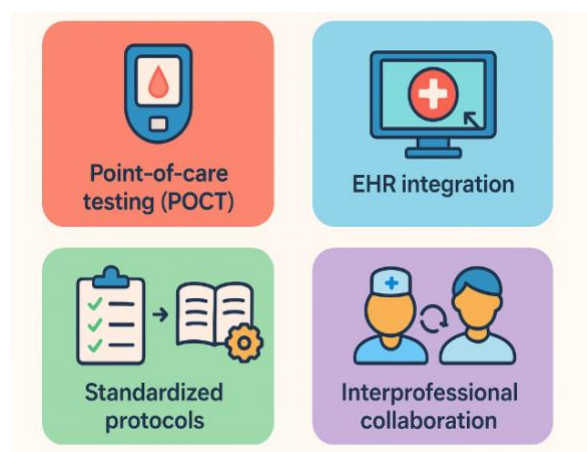 Point-of-care
testing (POCT)
EHR integration
Standardized
protocols
Interprofessional
collaboration